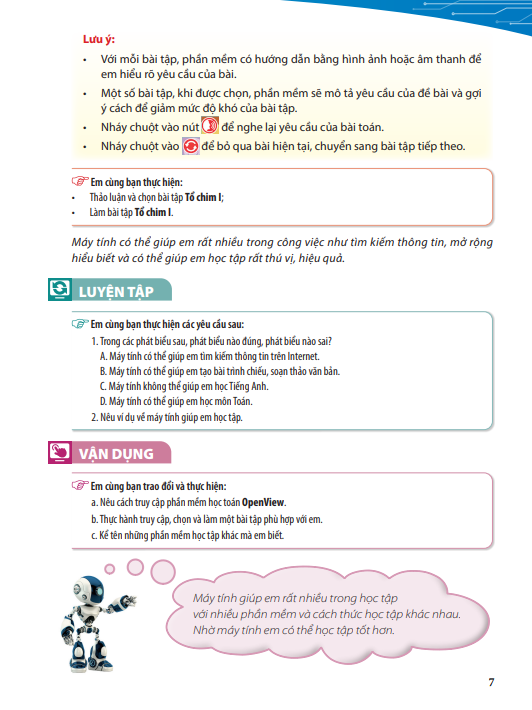 Lưu ý:
• Với mỗi bài tập, phần mềm có hướng dẫn bằng hình ảnh hoặc âm thanh để
em hiểu rõ yêu cầu của bài.
• Một số bài tập, khi được chọn, phần mềm sẽ mô tả yêu cầu của đề bài và gợi
ý cách để giảm mức độ khó của bài tập.
• Nháy chuột vào nút để nghe lại yêu cầu của bài toán.
• Nháy chuột vào để bỏ qua bài hiện tại, chuyển sang bài tập tiếp theo.
Em cùng bạn thực hiện:
• Thảo luận và chọn bài tập Tổ chim I;
• Làm bài tập Tổ chim I.
Máy tính có thể giúp em rất nhiều trong công việc như tìm kiếm thông tin, mở rộng
hiểu biết và có thể giúp em học tập rất thú vị, hiệu quả.
LUYỆN TẬP
Em cùng bạn thực hiện các yêu cầu sau:
1. Trong các phát biểu sau, phát biểu nào đúng, phát biểu nào sai?
A. Máy tính có thể giúp em tìm kiếm thông tin trên Internet.
B. Máy tính có thể giúp em tạo bài trình chiếu, soạn thảo văn bản.
C. Máy tính không thể giúp em học Tiếng Anh.
D. Máy tính có thể giúp em học môn Toán.
2. Nêu ví dụ về máy tính giúp em học tập.
VẬN DỤNG
Em cùng bạn trao đổi và thực hiện:
a. Nêu cách truy cập phần mềm học toán OpenView.
b. Thực hành truy cập, chọn và làm một bài tập phù hợp với em.
c. Kể tên những phần mềm học tập khác mà em biết.
Máy tính giúp em rất nhiều trong học tập
với nhiều phần mềm và cách thức học tập khác nhau.
Nhờ máy tính em có thể học tập tốt hơn.
7